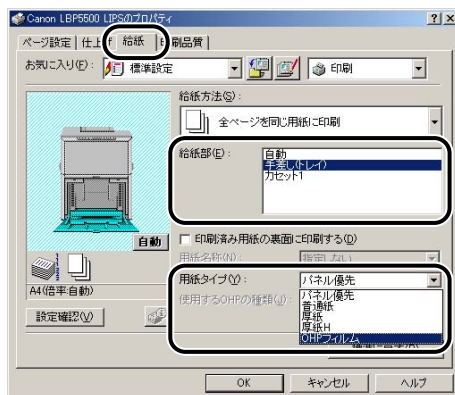 Canon LBP5500 LIPSのプロパティ
ページ設定 仕上げ 給紙 印刷品質
お気に入り(F): 標準設定 印刷
給紙方法(S):
全ページを同じ用紙に印刷
給紙部(E):
自動
手差し(トレイ)
カセット1
自動
印刷済み用紙の裏面に印刷する(D)
用紙名称(N): 指定しない
A4(倍率:自動)
用紙タイプ(Y): パネル優先
使用するOHPの種類(J):
パネル優先
普通紙
厚紙
厚紙H
OHPフィルム
設定確認(V)
OK キャンセル ヘルプ